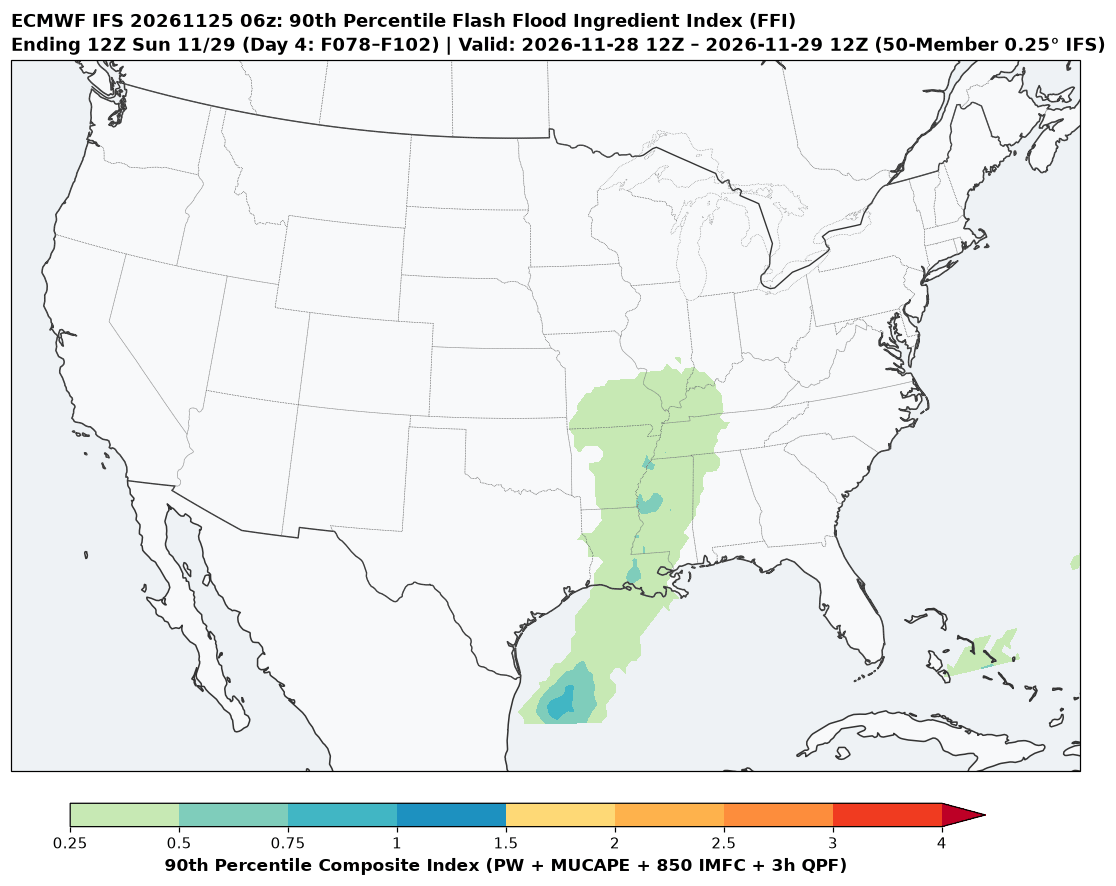 ECMWF IFS 20261125 06z: 90th Percentile Flash Flood Ingredient Index (FFI)
Ending 12Z Sun 11/29 (Day 4: F078–F102) | Valid: 2026-11-28 12Z – 2026-11-29 12Z (50-Member 0.25° IFS)
0.25 0.5 0.75 1 1.5 2 2.5 3 4
90th Percentile Composite Index (PW + MUCAPE + 850 IMFC + 3h QPF)